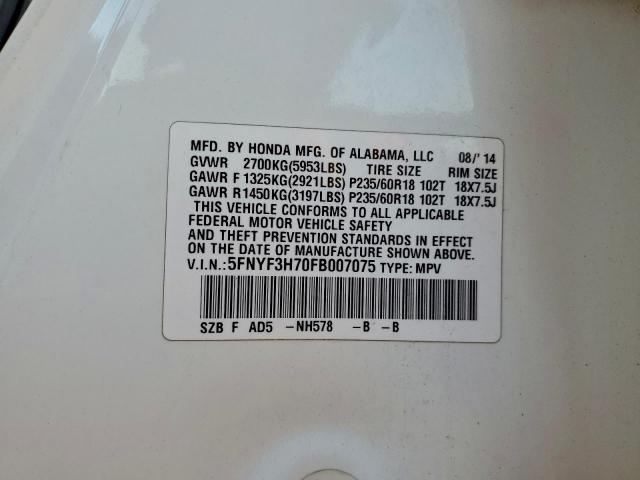 MFD. BY HONDA MFG. OF ALABAMA, LLC 08/'14
GVWR 2700KG(5953LBS) TIRE SIZE RIM SIZE
GAWR F 1325KG(2921LBS) P235/60R18 102T 18X7.5J
GAWR R1450KG(3197LBS) P235/60R18 102T 18X7.5J
THIS VEHICLE CONFORMS TO ALL APPLICABLE
FEDERAL MOTOR VEHICLE SAFETY
AND THEFT PREVENTION STANDARDS IN EFFECT
ON THE DATE OF MANUFACTURE SHOWN ABOVE.
V.I.N.:5FNYF3H70FB007075 TYPE: MPV
SZB F AD5 -NH578 -B -B